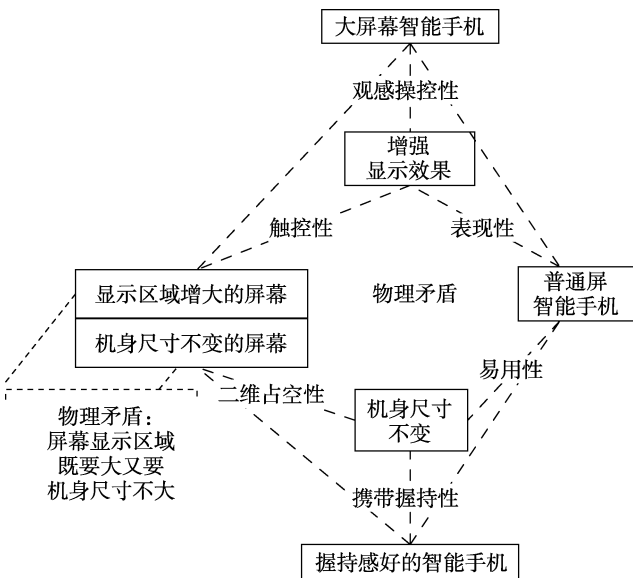 大屏幕智能手机
观感操控性
增强
显示效果
触控性
表现性
显示区域增大的屏幕
物理矛盾
普通屏
智能手机
机身尺寸不变的屏幕
易用性
二维占空性
机身尺寸
不变
物理矛盾：
屏幕显示区域
既要大又要
机身尺寸不大
携带握持性
握持感好的智能手机